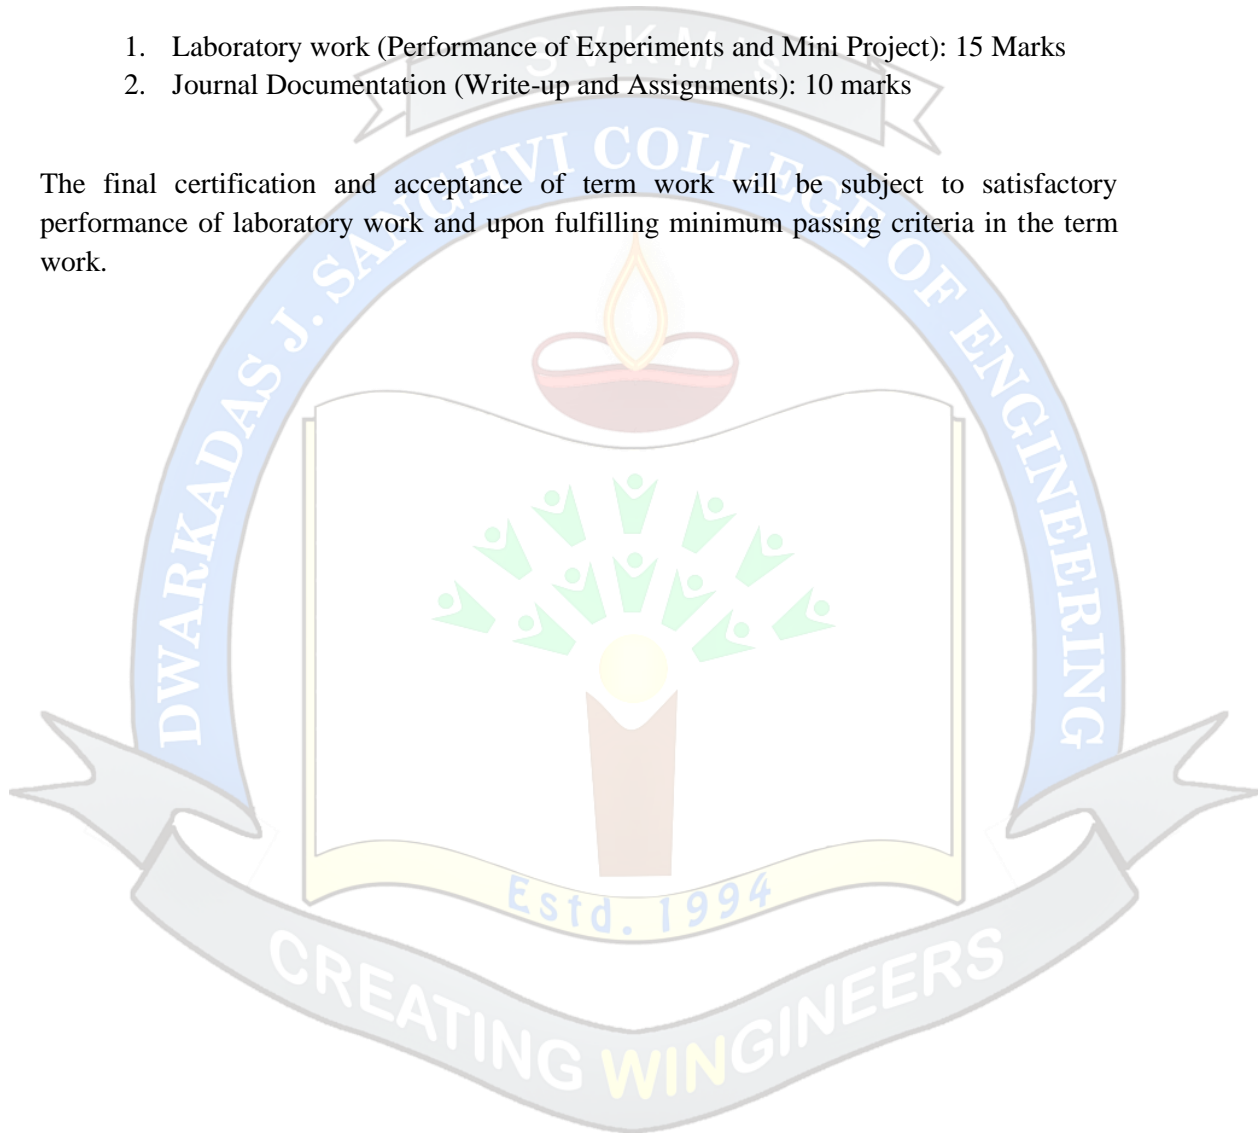 SVKM's
1. Laboratory work (Performance of Experiments and Mini Project): 15 Marks
2. Journal Documentation (Write-up and Assignments): 10 marks
The final certification and acceptance of term work will be subject to satisfactory
performance of laboratory work and upon fulfilling minimum passing criteria in the term
work.
DWARKADAS J. SANGHVI COLLEGE OF ENGINEERING
Estd. 1994
CREATING WINGINEERS